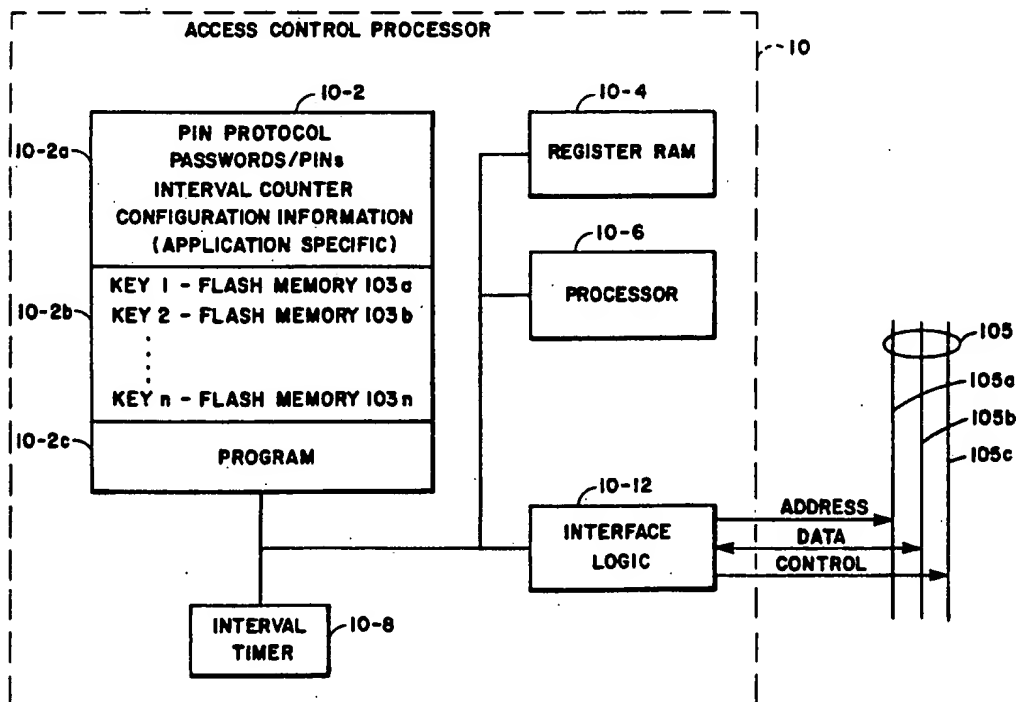 ACCESS CONTROL PROCESSOR
10
10-2
10-4
10-2a
PIN PROTOCOL
PASSWORDS/PINs
INTERVAL COUNTER
CONFIGURATION INFORMATION
(APPLICATION SPECIFIC)
REGISTER RAM
10-6
PROCESSOR
10-2b
KEY 1 - FLASH MEMORY 103a
KEY 2 - FLASH MEMORY 103b
KEY n - FLASH MEMORY 103n
105
105a
105b
105c
10-2c
PROGRAM
10-12
INTERFACE
LOGIC
ADDRESS
DATA
CONTROL
INTERVAL
TIMER
10-8